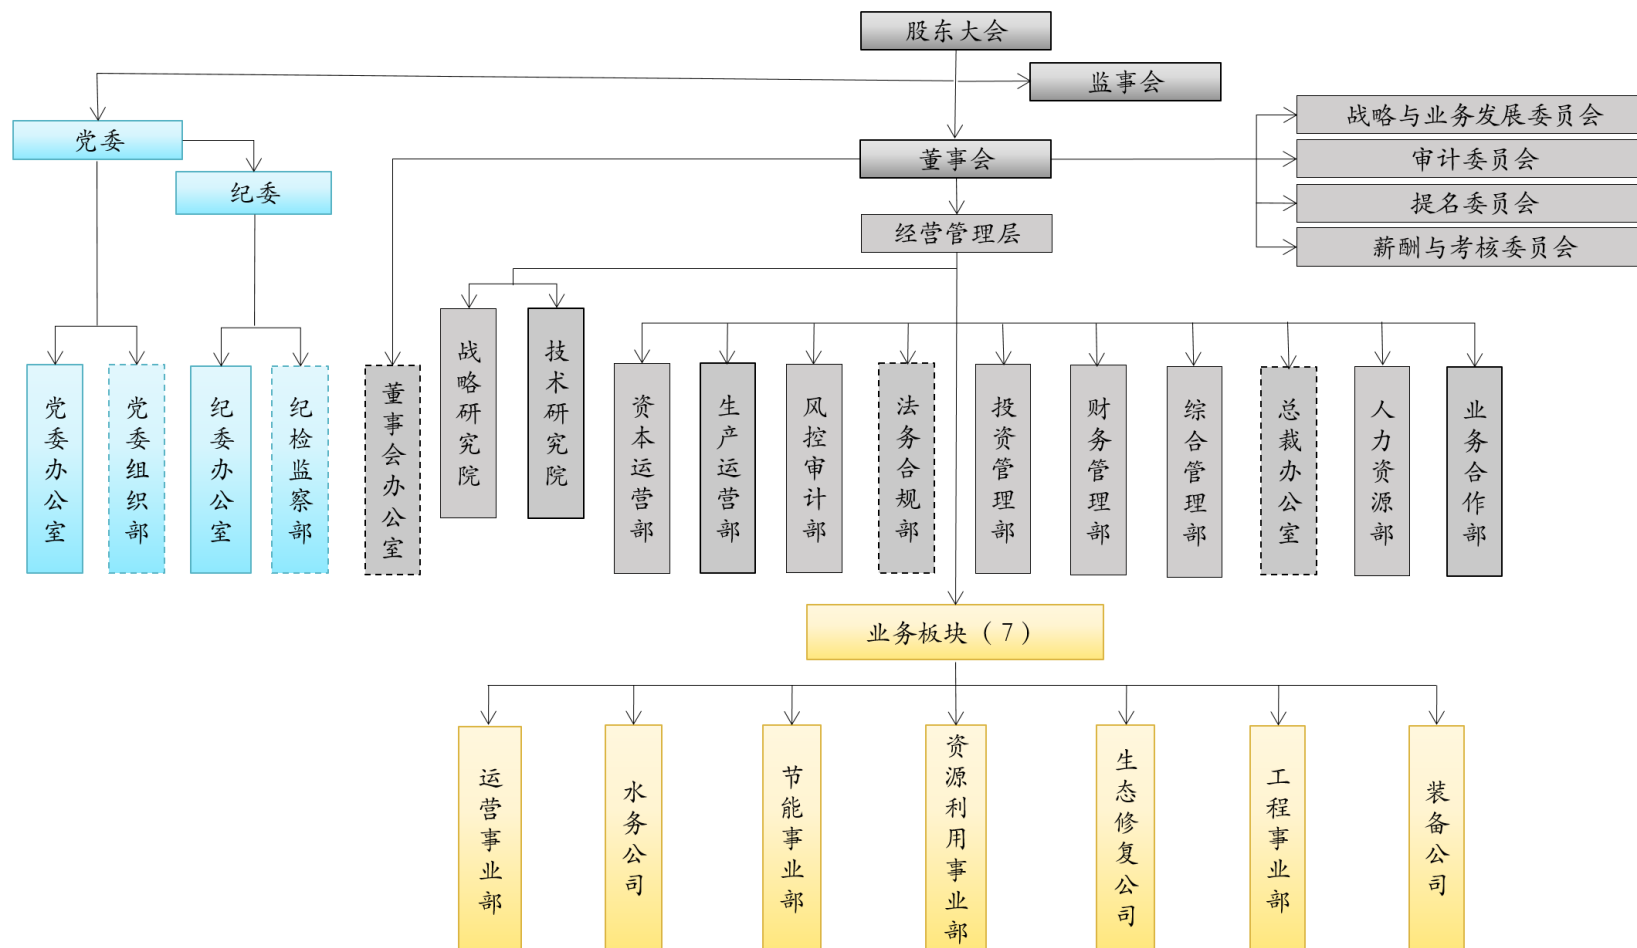 股东大会
监事会
党委
董事会
战略与业务发展委员会
审计委员会
提名委员会
薪酬与考核委员会
纪委
经营管理层
党委办公室
党委组织部
纪委办公室
纪检监察部
董事会办公室
战略研究院
技术研究院
资本运营部
生产运营部
风控审计部
法务合规部
投资管理部
财务管理部
综合管理部
总裁办公室
人力资源部
业务合作部
业务板块（7）
运营事业部
水务公司
节能事业部
资源利用事业部
生态修复公司
工程事业部
装备公司